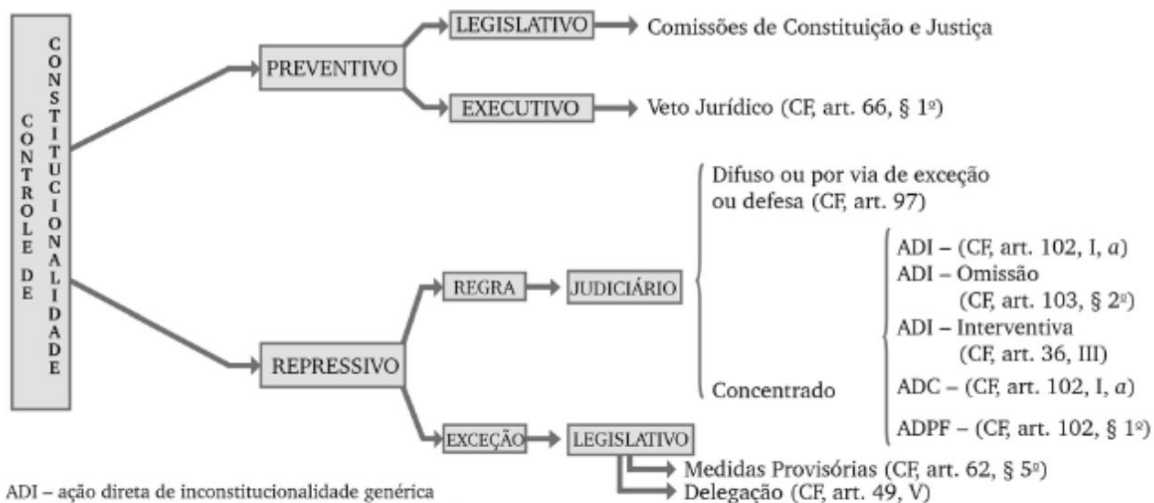 CONTROLE DE
CONSTITUCIONALIDADE
PREVENTIVO
LEGISLATIVO
Comissões de Constituição e Justiça
EXECUTIVO
Veto Jurídico (CF, art. 66, § 1º)
REPRESSIVO
REGRA
JUDICIÁRIO
Difuso ou por via de exceção
ou defesa (CF, art. 97)
Concentrado
ADI – (CF, art. 102, I, a)
ADI – Omissão
(CF, art. 103, § 2º)
ADI – Interventiva
(CF, art. 36, III)
ADC – (CF, art. 102, I, a)
ADPF – (CF, art. 102, § 1º)
EXCEÇÃO
LEGISLATIVO
Medidas Provisórias (CF, art. 62, § 5º)
Delegação (CF, art. 49, V)
ADI – ação direta de inconstitucionalidade genérica